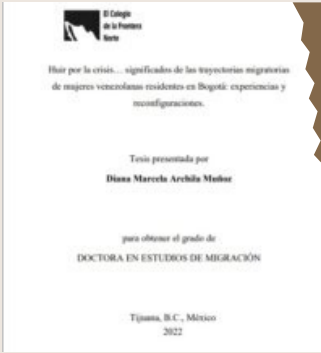 El Colegio
de la Frontera
Norte
Huir por la crisis… significados de las trayectorias migratorias
de mujeres venezolanas residentes en Bogotá: experiencias y
reconfiguraciones.
Tesis presentada por
Diana Marcela Archila Muñoz
para obtener el grado de
DOCTORA EN ESTUDIOS DE MIGRACIÓN
Tijuana, B.C., México
2022